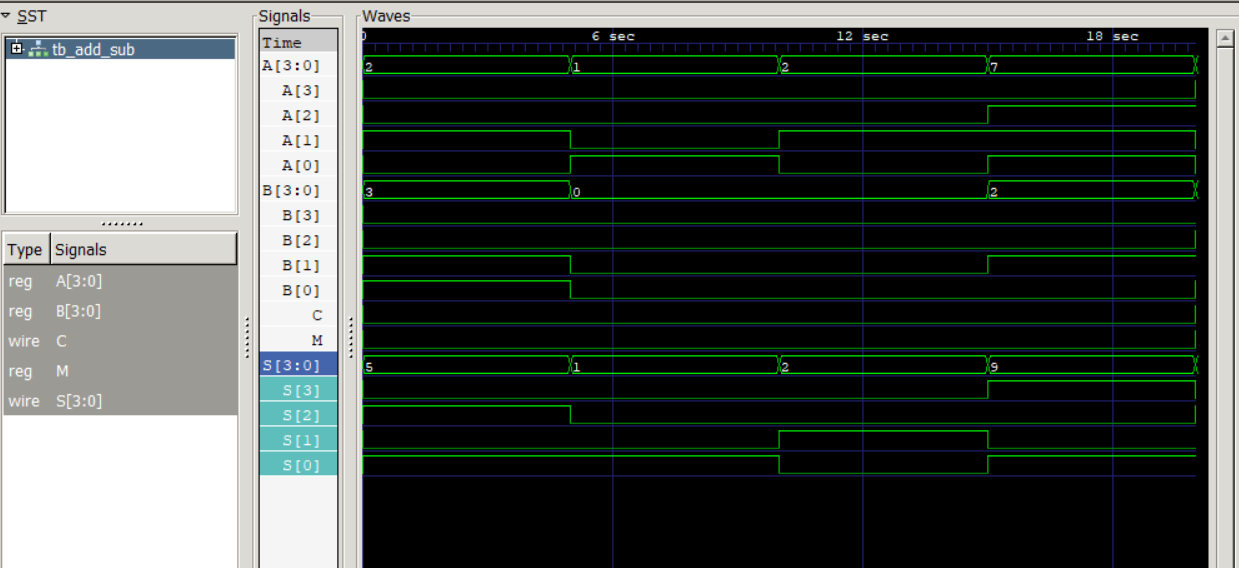 SST
tb_add_sub
Type Signals
reg A[3:0]
reg B[3:0]
wire C
reg M
wire S[3:0]
Signals
Time
A[3:0]
A[3]
A[2]
A[1]
A[0]
B[3:0]
B[3]
B[2]
B[1]
B[0]
C
M
S[3:0]
S[3]
S[2]
S[1]
S[0]
Waves
0 6 sec 12 sec 18 sec
2 1 2 7
3 0 2
5 1 2 9